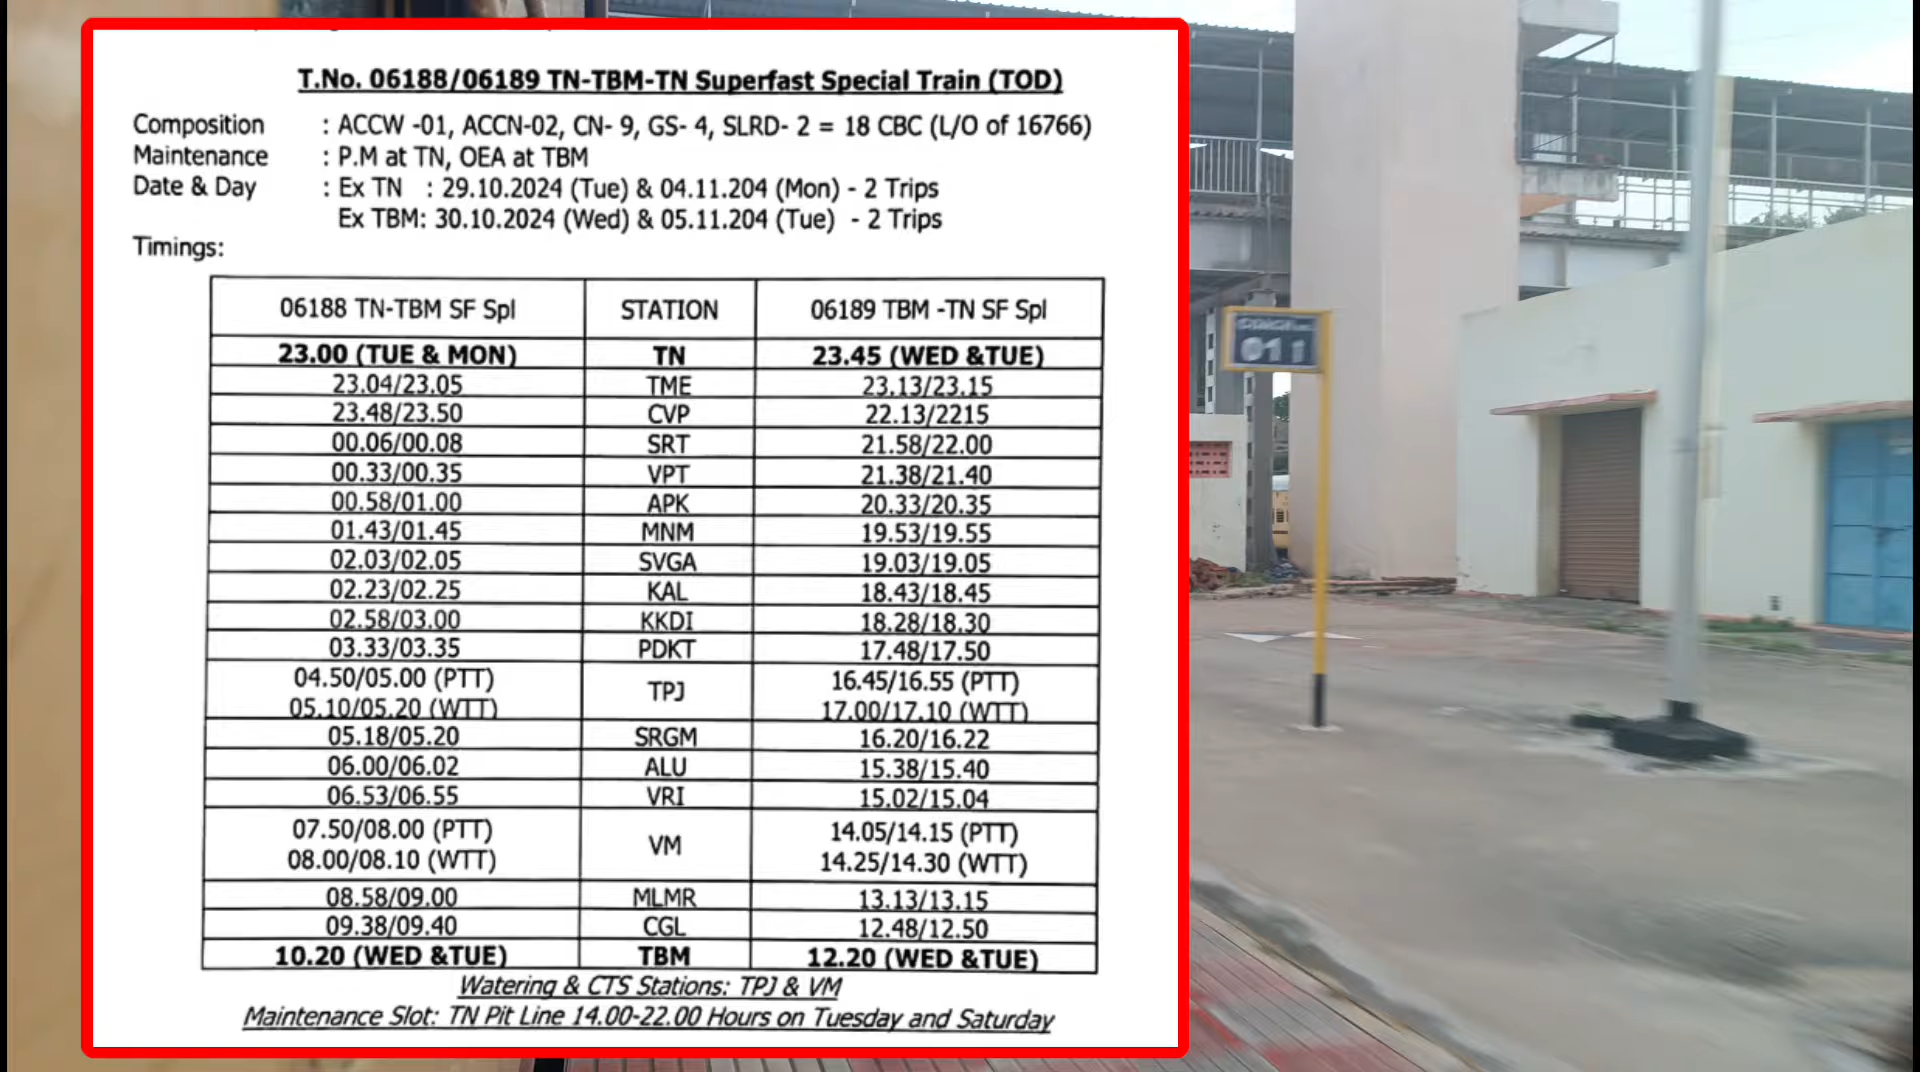 T.No. 06188/06189 TN-TBM-TN Superfast Special Train (TOD)
Composition : ACCW -01, ACCN-02, CN- 9, GS- 4, SLRD- 2 = 18 CBC (L/O of 16766)
Maintenance : P.M at TN, OEA at TBM
Date & Day : Ex TN : 29.10.2024 (Tue) & 04.11.204 (Mon) - 2 Trips
Ex TBM: 30.10.2024 (Wed) & 05.11.204 (Tue) - 2 Trips
Timings:
06188 TN-TBM SF Spl STATION 06189 TBM -TN SF Spl
23.00 (TUE & MON) TN 23.45 (WED &TUE)
23.04/23.05 TME 23.13/23.15
23.48/23.50 CVP 22.13/2215
00.06/00.08 SRT 21.58/22.00
00.33/00.35 VPT 21.38/21.40
00.58/01.00 APK 20.33/20.35
01.43/01.45 MNM 19.53/19.55
02.03/02.05 SVGA 19.03/19.05
02.23/02.25 KAL 18.43/18.45
02.58/03.00 KKDI 18.28/18.30
03.33/03.35 PDKT 17.48/17.50
04.50/05.00 (PTT) TPJ 16.45/16.55 (PTT)
05.10/05.20 (WTT) 17.00/17.10 (WTT)
05.18/05.20 SRGM 16.20/16.22
06.00/06.02 ALU 15.38/15.40
06.53/06.55 VRI 15.02/15.04
07.50/08.00 (PTT) VM 14.05/14.15 (PTT)
08.00/08.10 (WTT) 14.25/14.30 (WTT)
08.58/09.00 MLMR 13.13/13.15
09.38/09.40 CGL 12.48/12.50
10.20 (WED &TUE) TBM 12.20 (WED &TUE)
Watering & CTS Stations: TPJ & VM
Maintenance Slot: TN Pit Line 14.00-22.00 Hours on Tuesday and Saturday